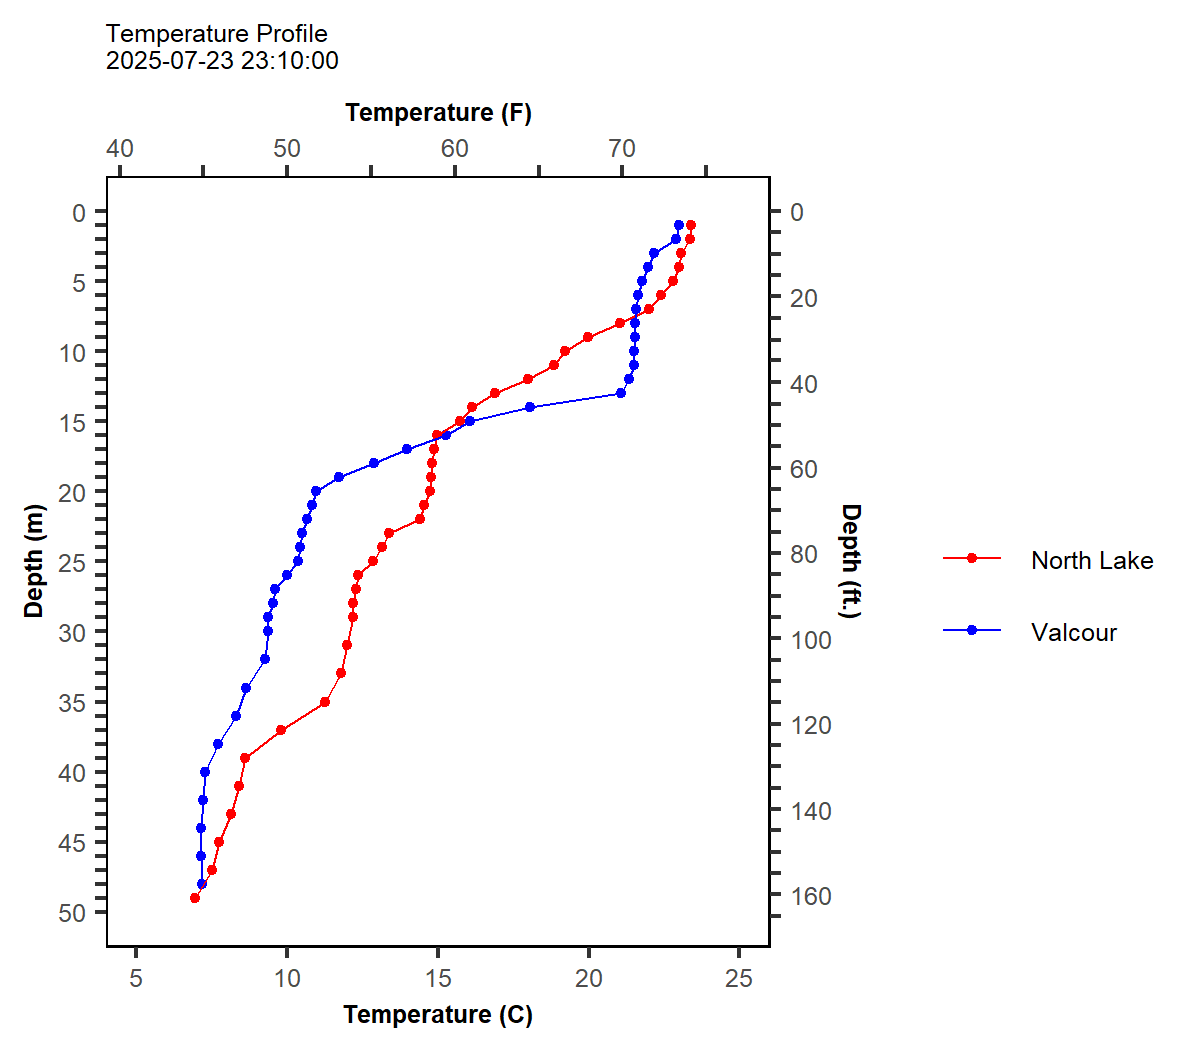 Temperature Profile
2025-07-23 23:10:00
Temperature (F)
40 50 60 70
0
5
10
15
20
25
30
35
40
45
50
Depth (m)
0
20
40
60
80
100
120
140
160
Depth (ft.)
North Lake
Valcour
5 10 15 20 25
Temperature (C)